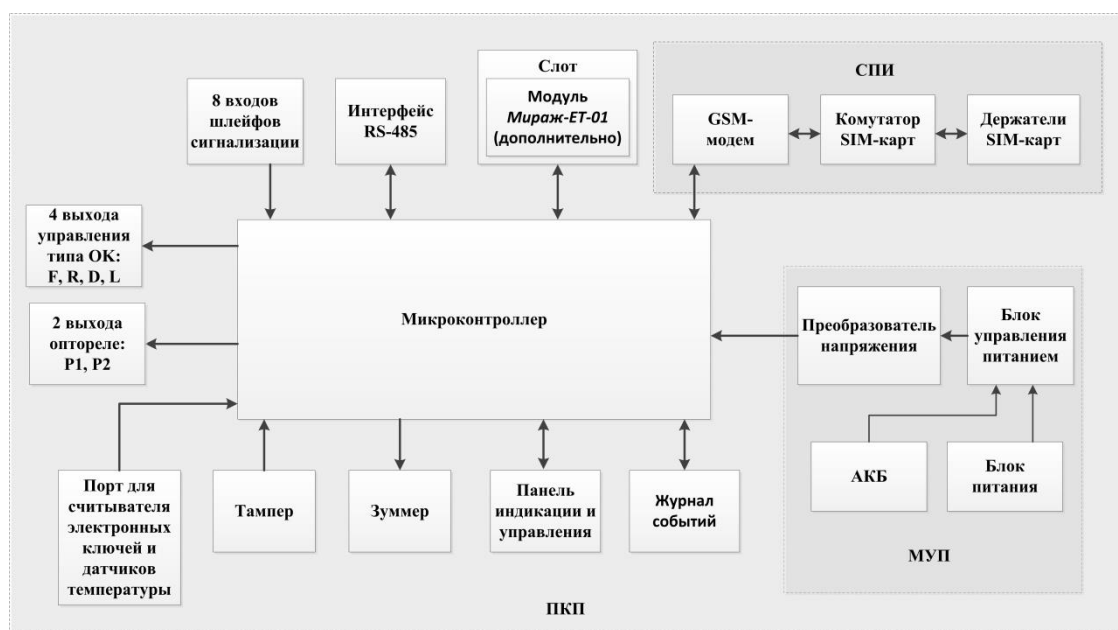 Слот
СПИ
8 входов
шлейфов
сигнализации
Интерфейс
RS-485
Модуль
Мираж-ET-01
(дополнительно)
GSM-
модем
Комутатор
SIM-карт
Держатели
SIM-карт
4 выхода
управления
типа ОК:
F, R, D, L
Микроконтроллер
2 выхода
оптореле:
P1, P2
Преобразователь
напряжения
Блок
управления
питанием
АКБ
Блок
питания
Порт для
считывателя
электронных
ключей и
датчиков
температуры
Тампер
Зуммер
Панель
индикации и
управления
Журнал
событий
МУП
ПКП